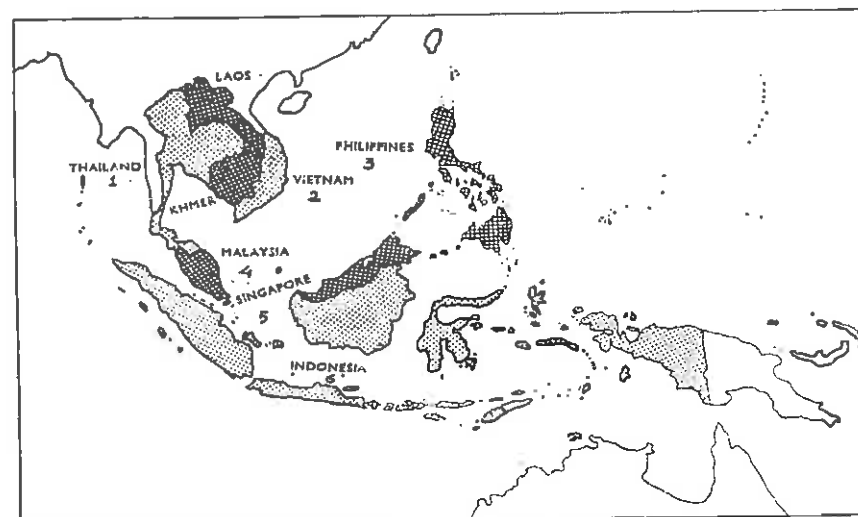 LAOS
PHILIPPINES
3
THAILAND
1
VIETNAM
2
KHMER
MALAYSIA
4
SINGAPORE
5
INDONESIA
6